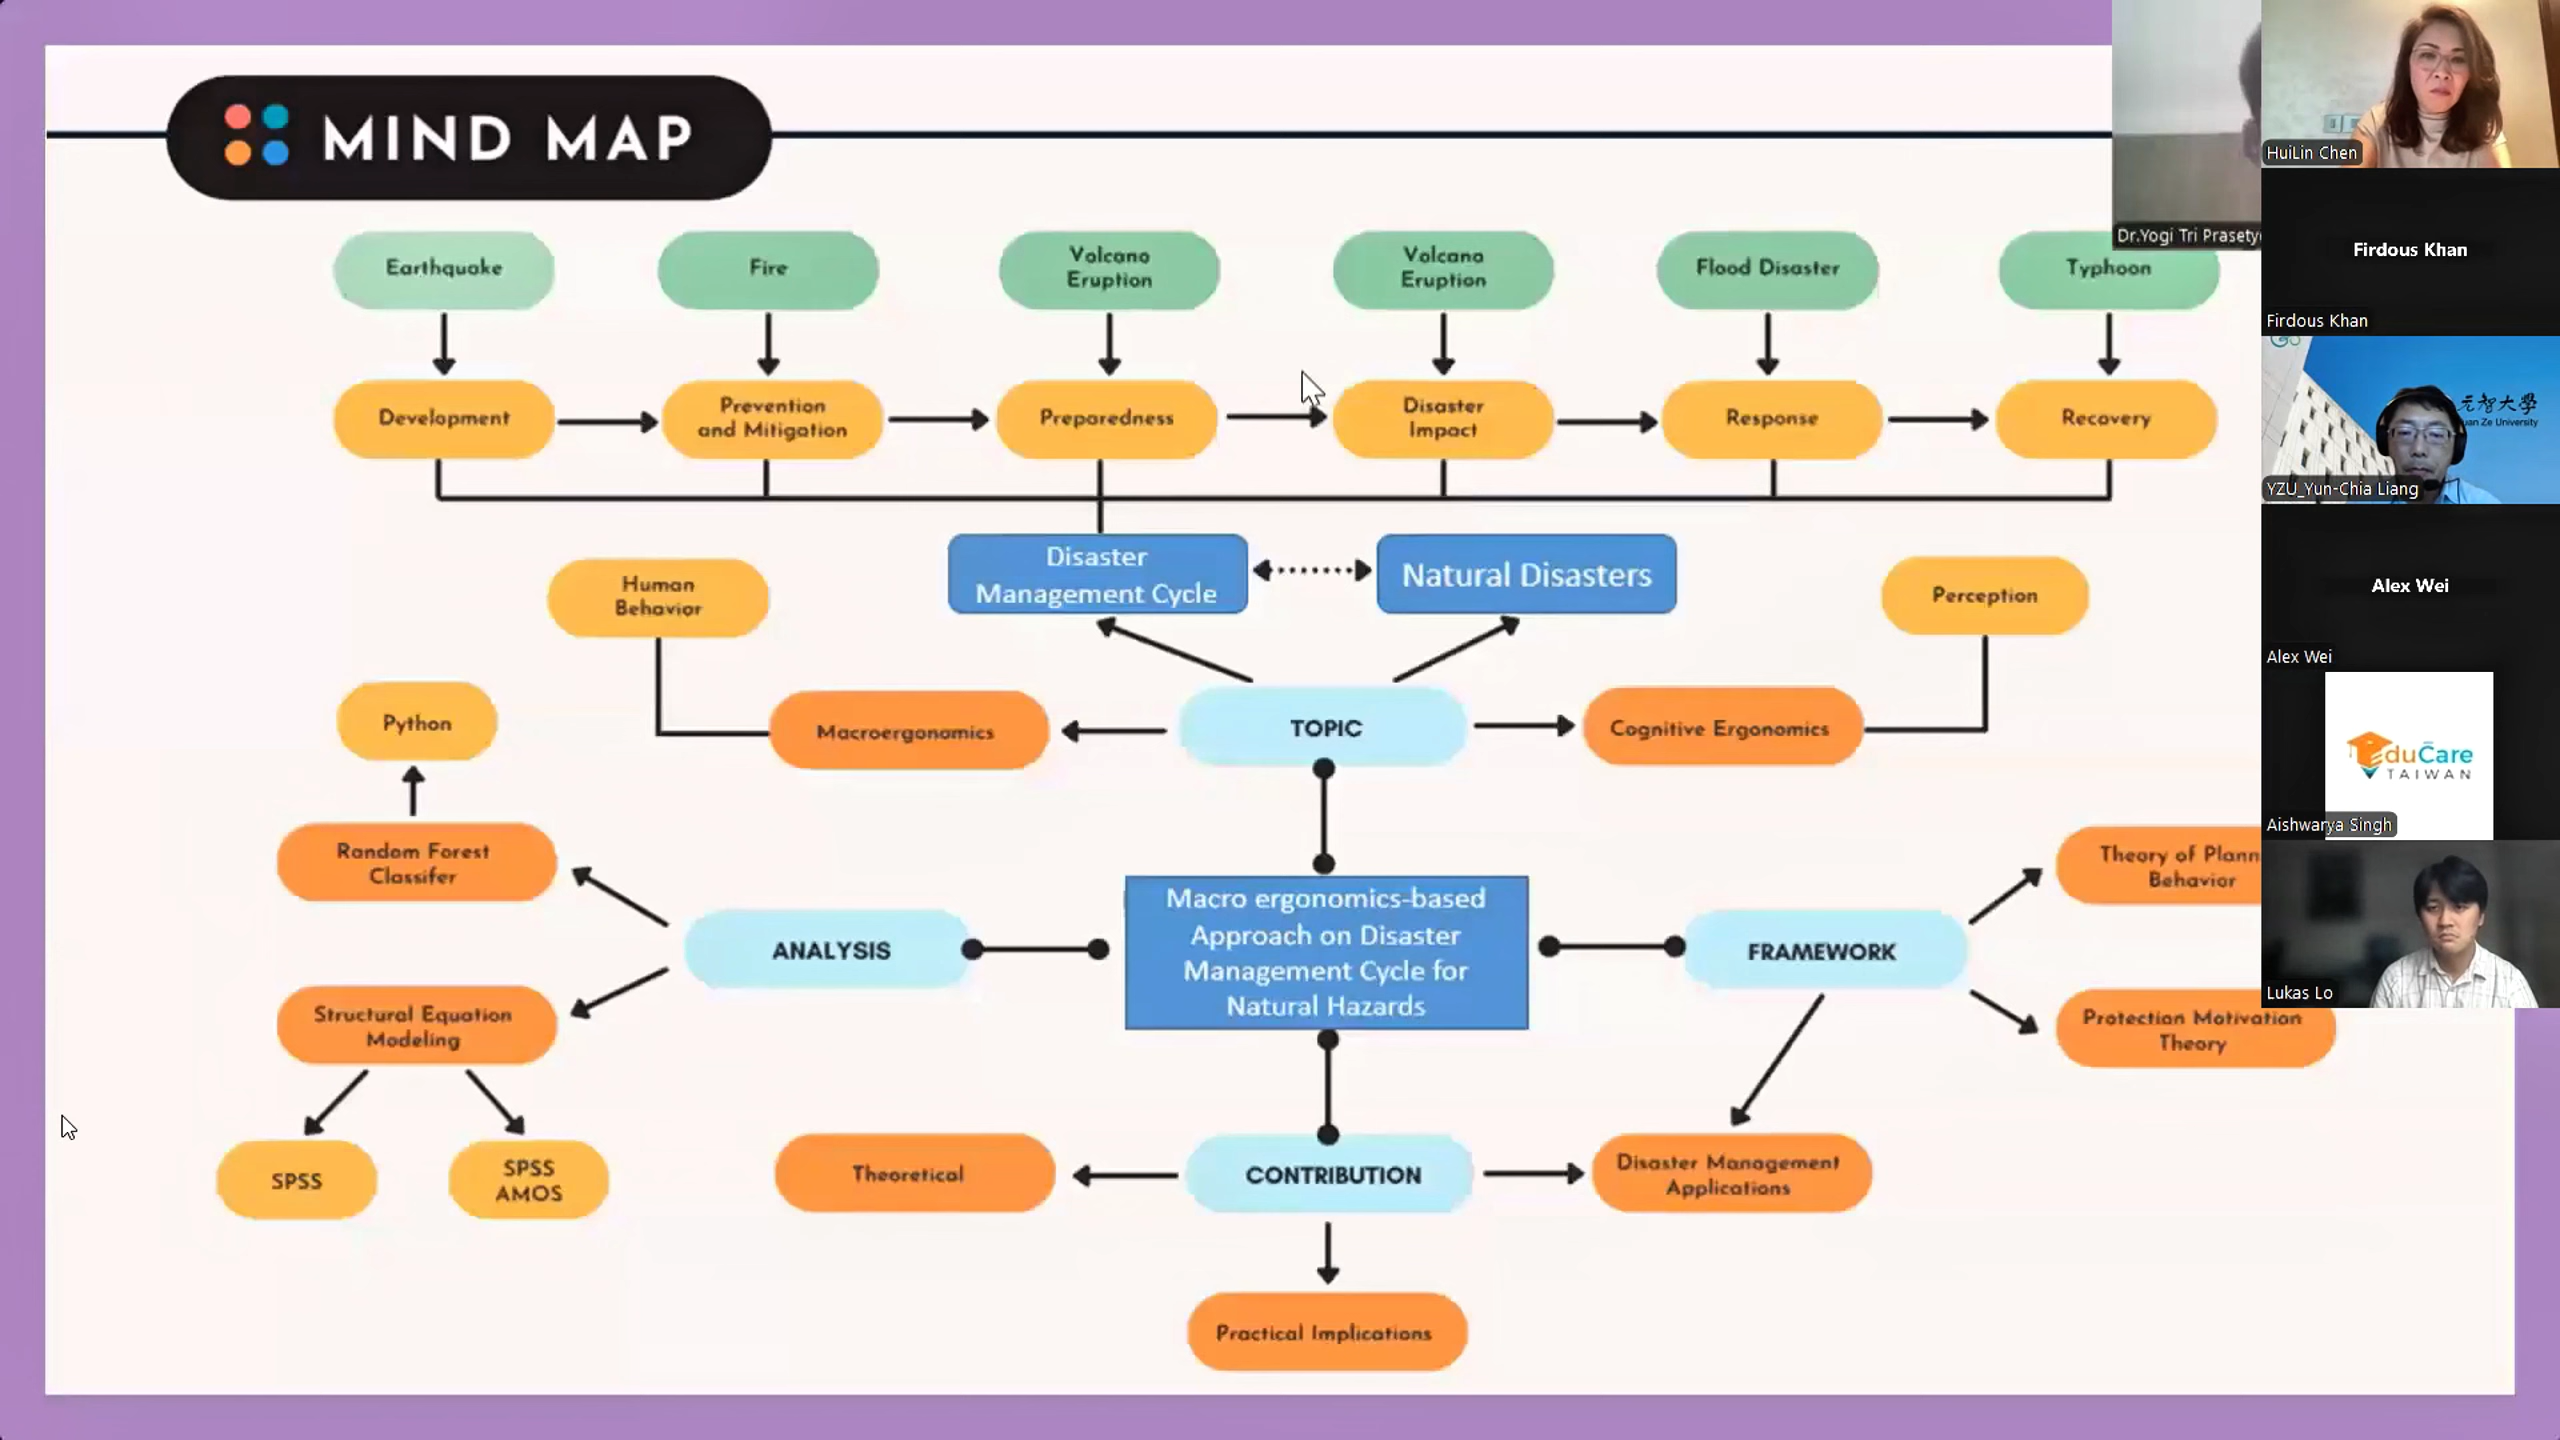 MIND MAP
Earthquake
Fire
Volcano
Eruption
Volcano
Eruption
Flood Disaster
Typhoon
Development
Prevention
and Mitigation
Preparedness
Disaster
Impact
Response
Recovery
Disaster
Management Cycle
Natural Disasters
Human
Behavior
Perception
Python
Macroergonomics
TOPIC
Cognitive Ergonomics
Random Forest
Classifer
Theory of Plann
Behavior
ANALYSIS
Macro ergonomics-based
Approach on Disaster
Management Cycle for
Natural Hazards
FRAMEWORK
Structural Equation
Modeling
Protection Motivation
Theory
SPSS
SPSS
AMOS
Theoretical
CONTRIBUTION
Disaster Management
Applications
Practical Implications
Dr.Yogi Tri Prasety
HuiLin Chen
Firdous Khan
Firdous Khan
元智大學
uan Ze University
YZU_Yun-Chia Liang
Alex Wei
Alex Wei
EduCare
TAIWAN
Aishwarya Singh
Lukas Lo